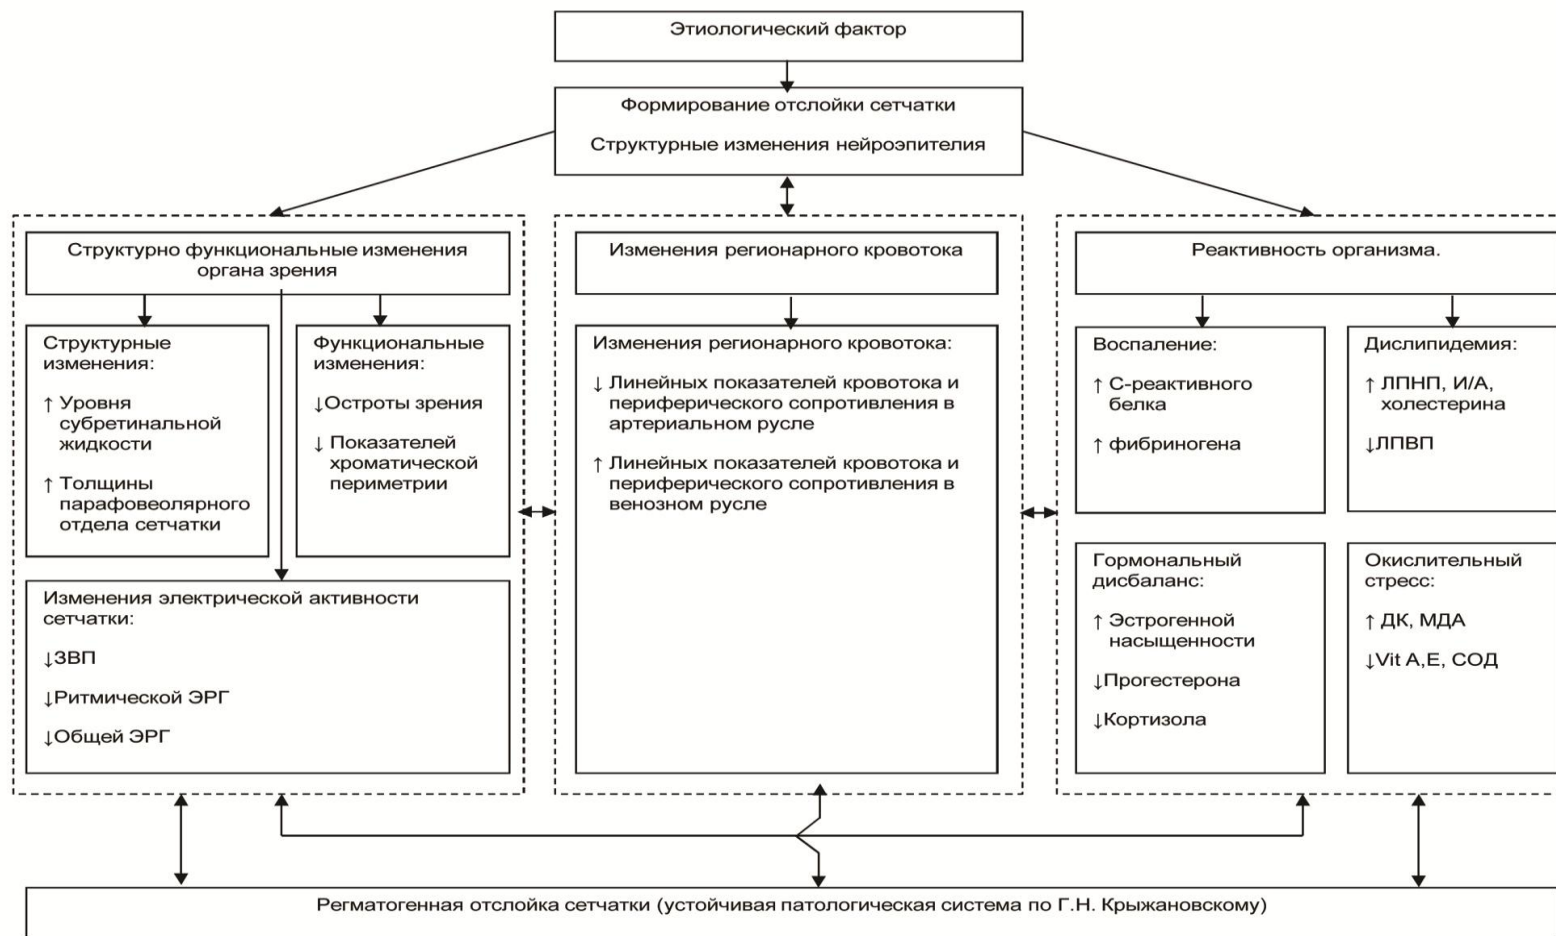 Этиологический фактор
Формирование отслойки сетчатки
Структурные изменения нейроэпителия
Структурно функциональные изменения
органа зрения
Структурные
изменения:
↑ Уровня
субретинальной
жидкости
↑ Толщины
парафовеолярного
отдела сетчатки
Функциональные
изменения:
↓Остроты зрения
↓ Показателей
хроматической
периметрии
Изменения электрической активности
сетчатки:
↓ЗВП
↓Ритмической ЭРГ
↓Общей ЭРГ
Изменения регионарного кровотока
Изменения регионарного кровотока:
↓ Линейных показателей кровотока и
периферического сопротивления в
артериальном русле
↑ Линейных показателей кровотока и
периферического сопротивления в
венозном русле
Реактивность организма.
Воспаление:
↑ С-реактивного
белка
↑ фибриногена
Дислипидемия:
↑ ЛПНП, И/А,
холестерина
↓ЛПВП
Гормональный
дисбаланс:
↑ Эстрогенной
насыщенности
↓Прогестерона
↓Кортизола
Окислительный
стресс:
↑ ДК, МДА
↓Vit А,Е, СОД
Регматогенная отслойка сетчатки (устойчивая патологическая система по Г.Н. Крыжановскому)